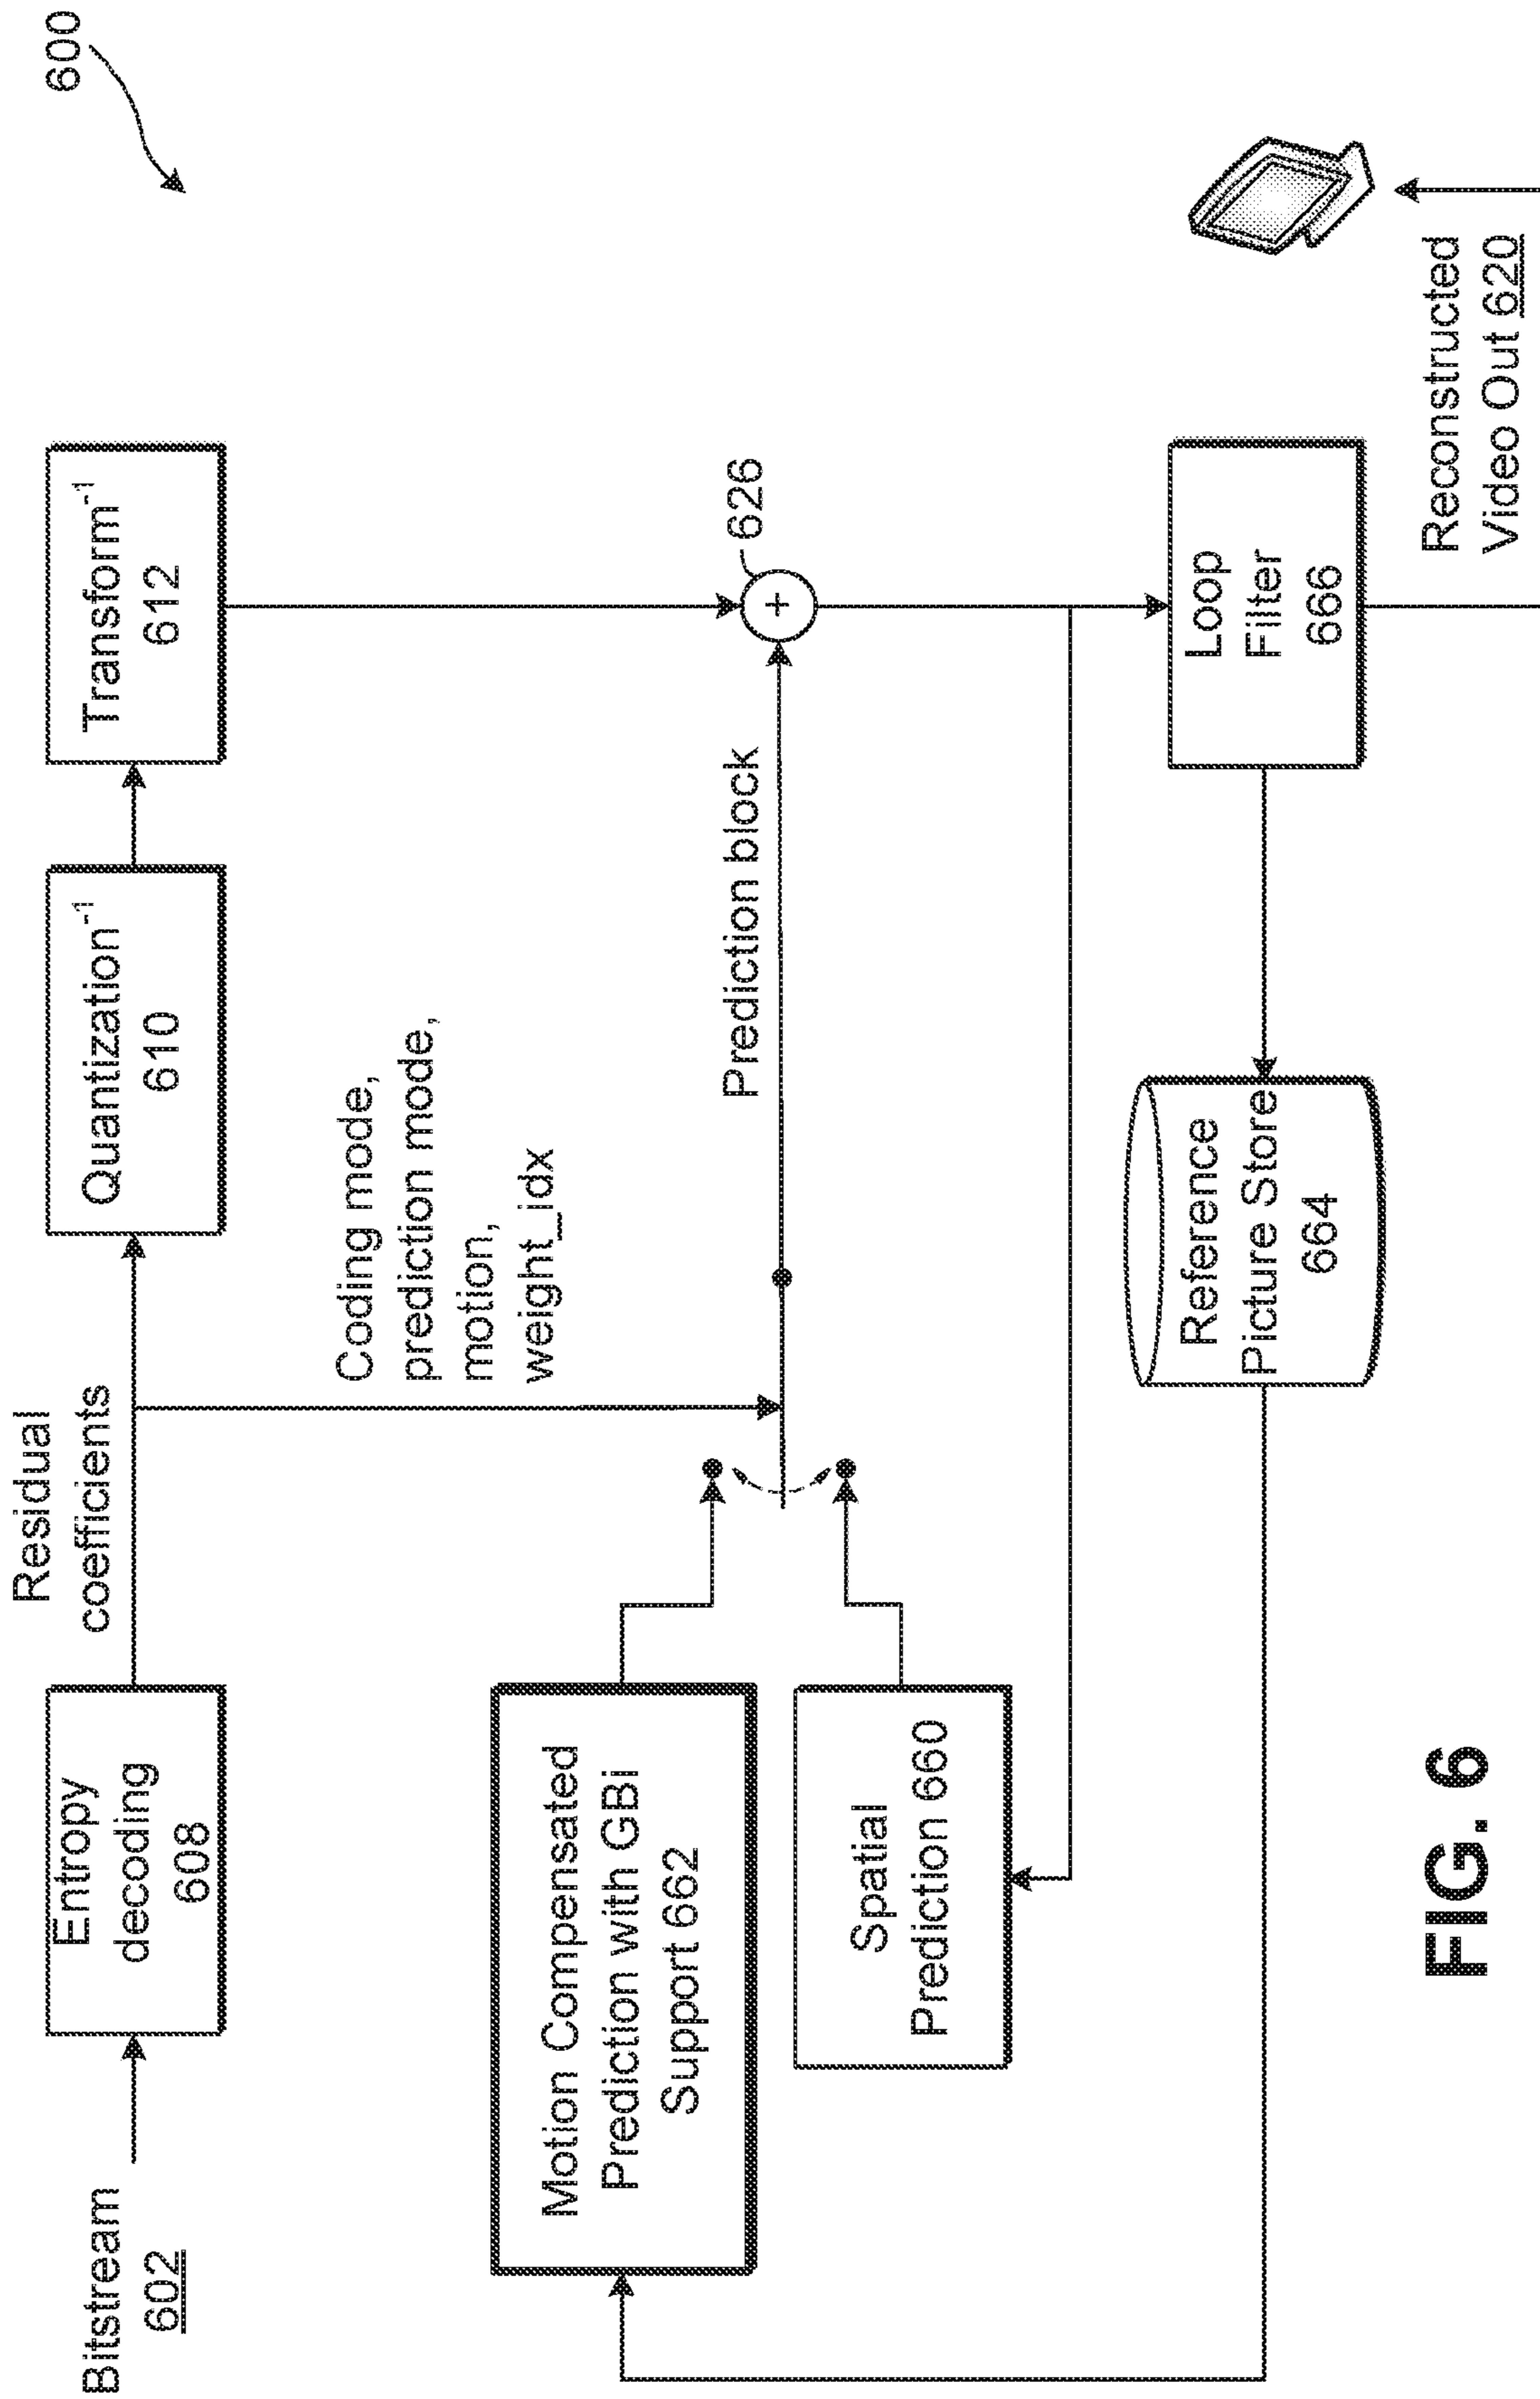 600
Bitstream
602
Entropy
decoding
608
Residual
coefficients
Quantization-1
610
Transform-1
612
Coding mode,
prediction mode,
motion,
weight_idx
Motion Compensated
Prediction with GBi
Support 662
Spatial
Prediction 660
Prediction block
626
+
Reference
Picture Store
664
Loop
Filter
666
Reconstructed
Video Out 620
FIG. 6